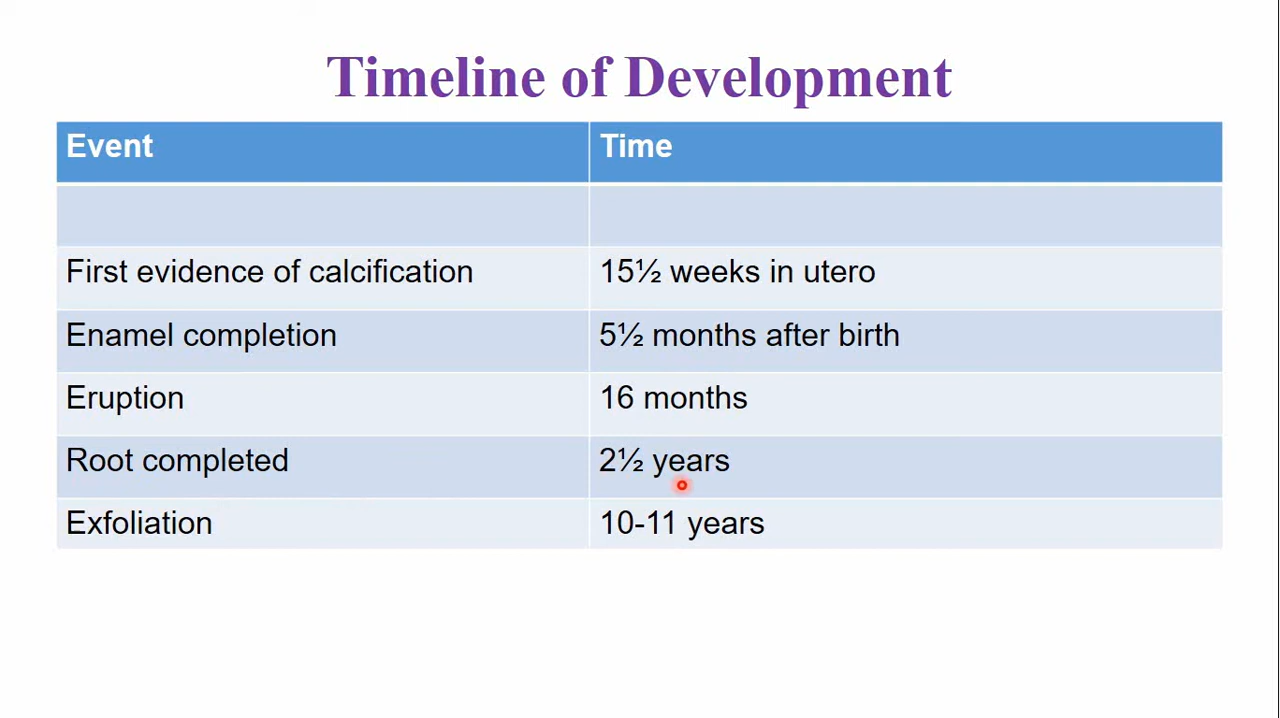 Timeline of Development
Event Time
First evidence of calcification 15½ weeks in utero
Enamel completion 5½ months after birth
Eruption 16 months
Root completed 2½ years
Exfoliation 10-11 years